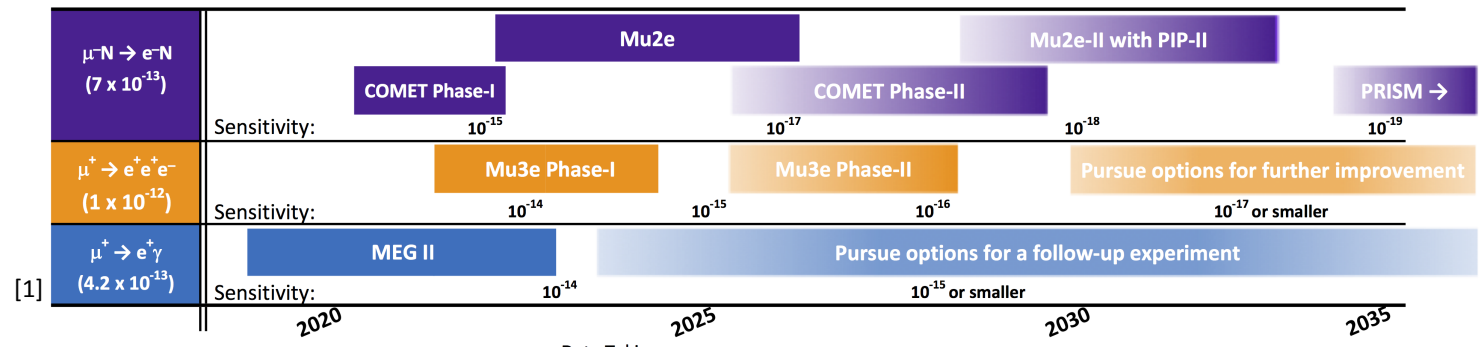 Mu2e
Mu2e-II with PIP-II
μ⁻N → e⁻N
(7 x 10⁻¹³)
COMET Phase-I
COMET Phase-II
PRISM →
Sensitivity: 10⁻¹⁵ 10⁻¹⁷ 10⁻¹⁸ 10⁻¹⁹
μ⁺ → e⁺e⁺e⁻
(1 x 10⁻¹²)
Mu3e Phase-I
Mu3e Phase-II
Pursue options for further improvement
Sensitivity: 10⁻¹⁴ 10⁻¹⁵ 10⁻¹⁶ 10⁻¹⁷ or smaller
μ⁺ → e⁺γ
(4.2 x 10⁻¹³)
MEG II
Pursue options for a follow-up experiment
[1]
Sensitivity: 10⁻¹⁴ 10⁻¹⁵ or smaller
2020 2025 2030 2035